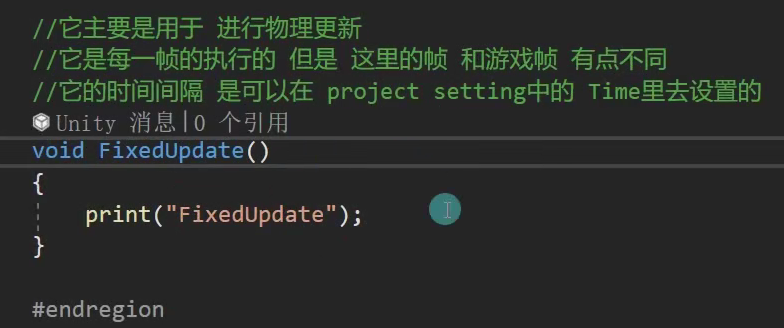 //它主要是用于 进行物理更新
//它是每一帧的执行的 但是 这里的帧 和游戏帧 有点不同
//它的时间间隔 是可以在 project setting中的 Time里去设置的
Unity 消息|0 个引用
void FixedUpdate()
{
print("FixedUpdate");
}
#endregion